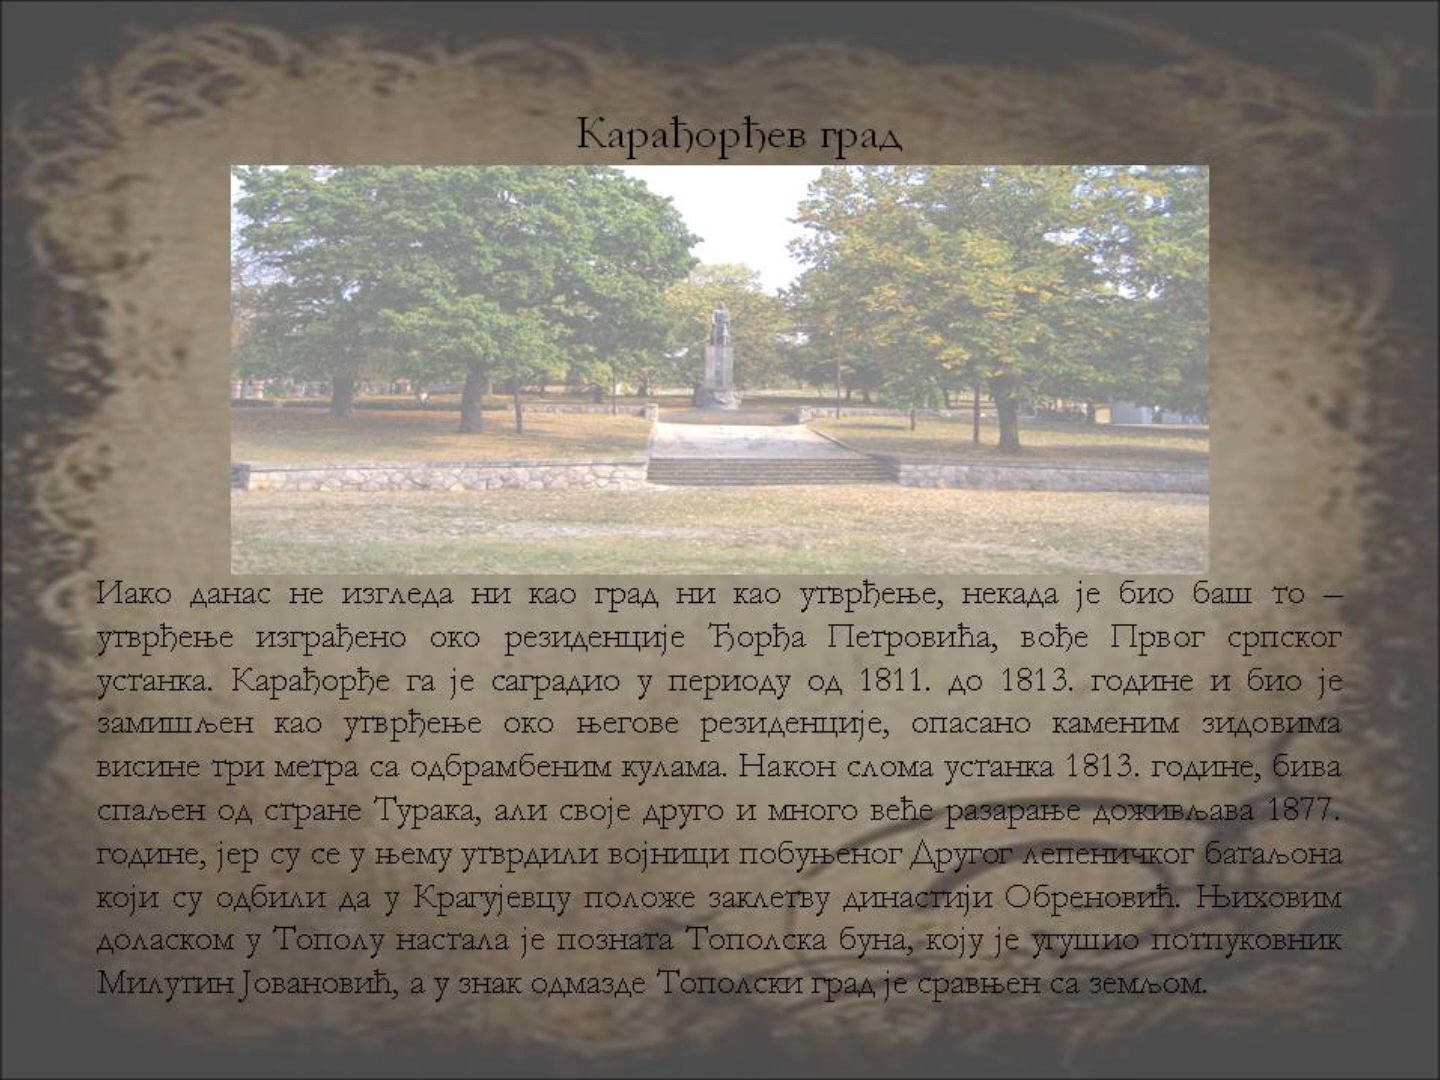 Карађорђев град
Иако данас не изгледа ни као град ни као утврђење, некада је био баш то –
утврђење изграђено око резиденције Ђорђа Петровића, вође Првог српског
устанка. Карађорђе га је саградио у периоду од 1811. до 1813. године и био је
замишљен као утврђење око његове резиденције, опасано каменим зидовима
висине три метра са одбрамбеним кулама. Након слома устанка 1813. године, бива
спаљен од стране Турака, али своје друго и много веће разарање доживљава 1877.
године, јер су се у њему утврдили војници побуњеног Другог лепеничког батаљона
који су одбили да у Крагујевцу положе заклетву династији Обреновић. Њиховим
доласком у Тополу настала је позната Тополска буна, коју је угушио потпуковник
Милутин Јовановић, а у знак одмазде Тополски град је сравњен са земљом.